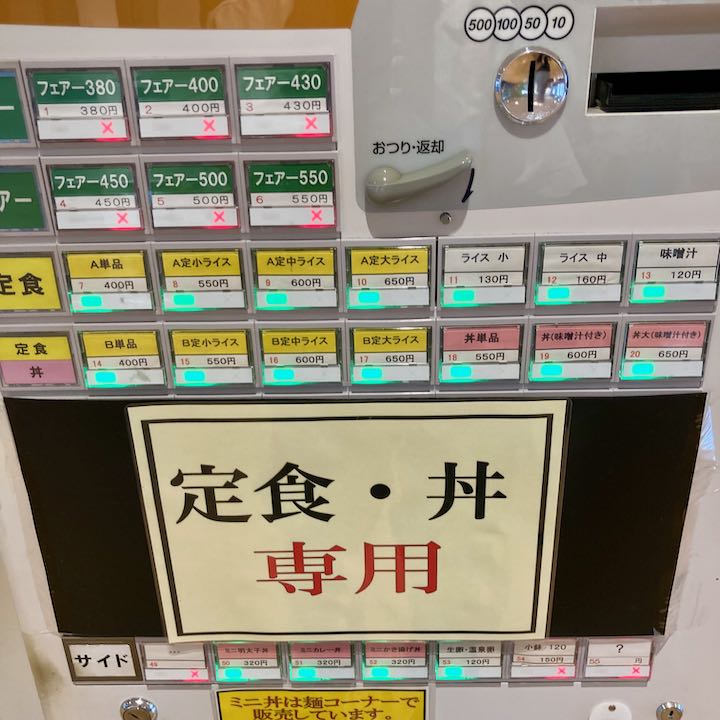 500 100 50 10
おつり・返却
ー フェアー380 フェアー400 フェアー430
1 380円 2 400円 3 430円
× × ×
アー フェアー450 フェアー500 フェアー550
4 450円 5 500円 6 550円
× × ×
定食 A単品 A定小ライス A定中ライス A定大ライス ライス 小 ライス 中 味噌汁
7 400円 8 550円 9 600円 10 650円 11 130円 12 160円 13 120円
定食 B単品 B定小ライス B定中ライス B定大ライス 丼単品 丼(味噌汁付き) 丼大(味噌汁付き)
丼 14 400円 15 550円 16 600円 17 650円 18 550円 19 600円 20 650円
定食・丼
専用
サイド ... ミニ明太子丼 ミニカレー丼 ミニかき揚げ丼 生卵・温泉卵 小鉢 120 ?
49 50 320円 51 320円 52 320円 53 120円 54 150円 55 円
× × ×
ミニ丼は麺コーナーで
販売しています。